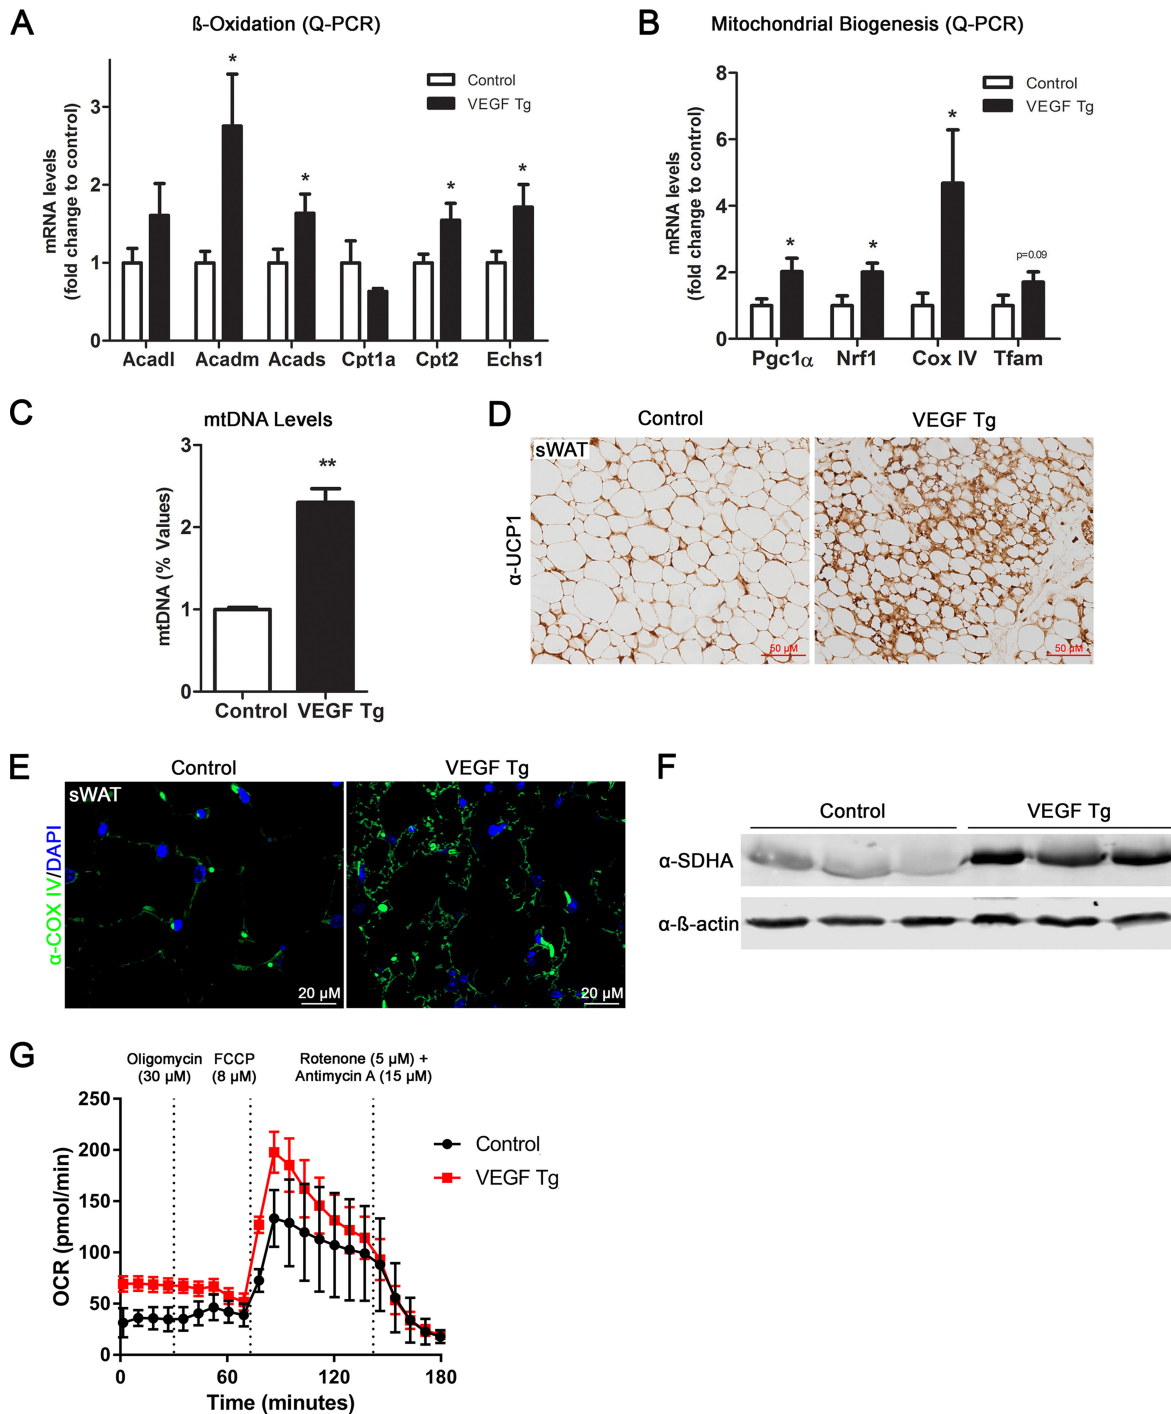 A
ß-Oxidation (Q-PCR)
mRNA levels
(fold change to control)
3
2
1
0
Control
VEGF Tg
*
*
*
*
Acadl
Acadm
Acads
Cpt1a
Cpt2
Echs1
B
Mitochondrial Biogenesis (Q-PCR)
mRNA levels
(fold change to control)
8
6
4
2
0
Control
VEGF Tg
*
*
*
p=0.09
Pgc1α
Nrf1
Cox IV
Tfam
C
mtDNA Levels
mtDNA (% Values)
3
2
1
0
**
Control
VEGF Tg
D
Control
VEGF Tg
sWAT
α-UCP1
50 µM
50 µM
E
Control
VEGF Tg
sWAT
α-COX IV/DAPI
20 µM
20 µM
F
Control
VEGF Tg
α-SDHA
α-ß-actin
G
Oligomycin
(30 µM)
FCCP
(8 µM)
Rotenone (5 µM) +
Antimycin A (15 µM)
OCR (pmol/min)
250
200
150
100
50
0
Control
VEGF Tg
0
60
120
180
Time (minutes)